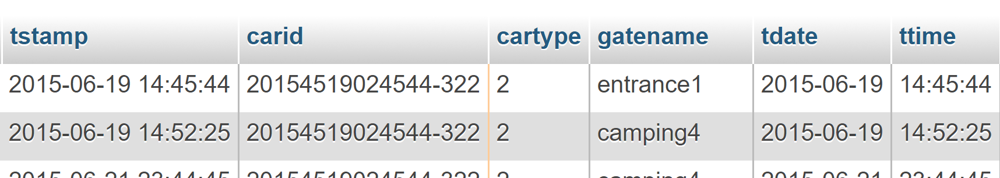 tstamp carid cartype gatename tdate ttime
2015-06-19 14:45:44 20154519024544-322 2 entrance1 2015-06-19 14:45:44
2015-06-19 14:52:25 20154519024544-322 2 camping4 2015-06-19 14:52:25
2015-06-21 23:44:45 20154519024544-322 2 camping4 2015-06-21 23:44:45